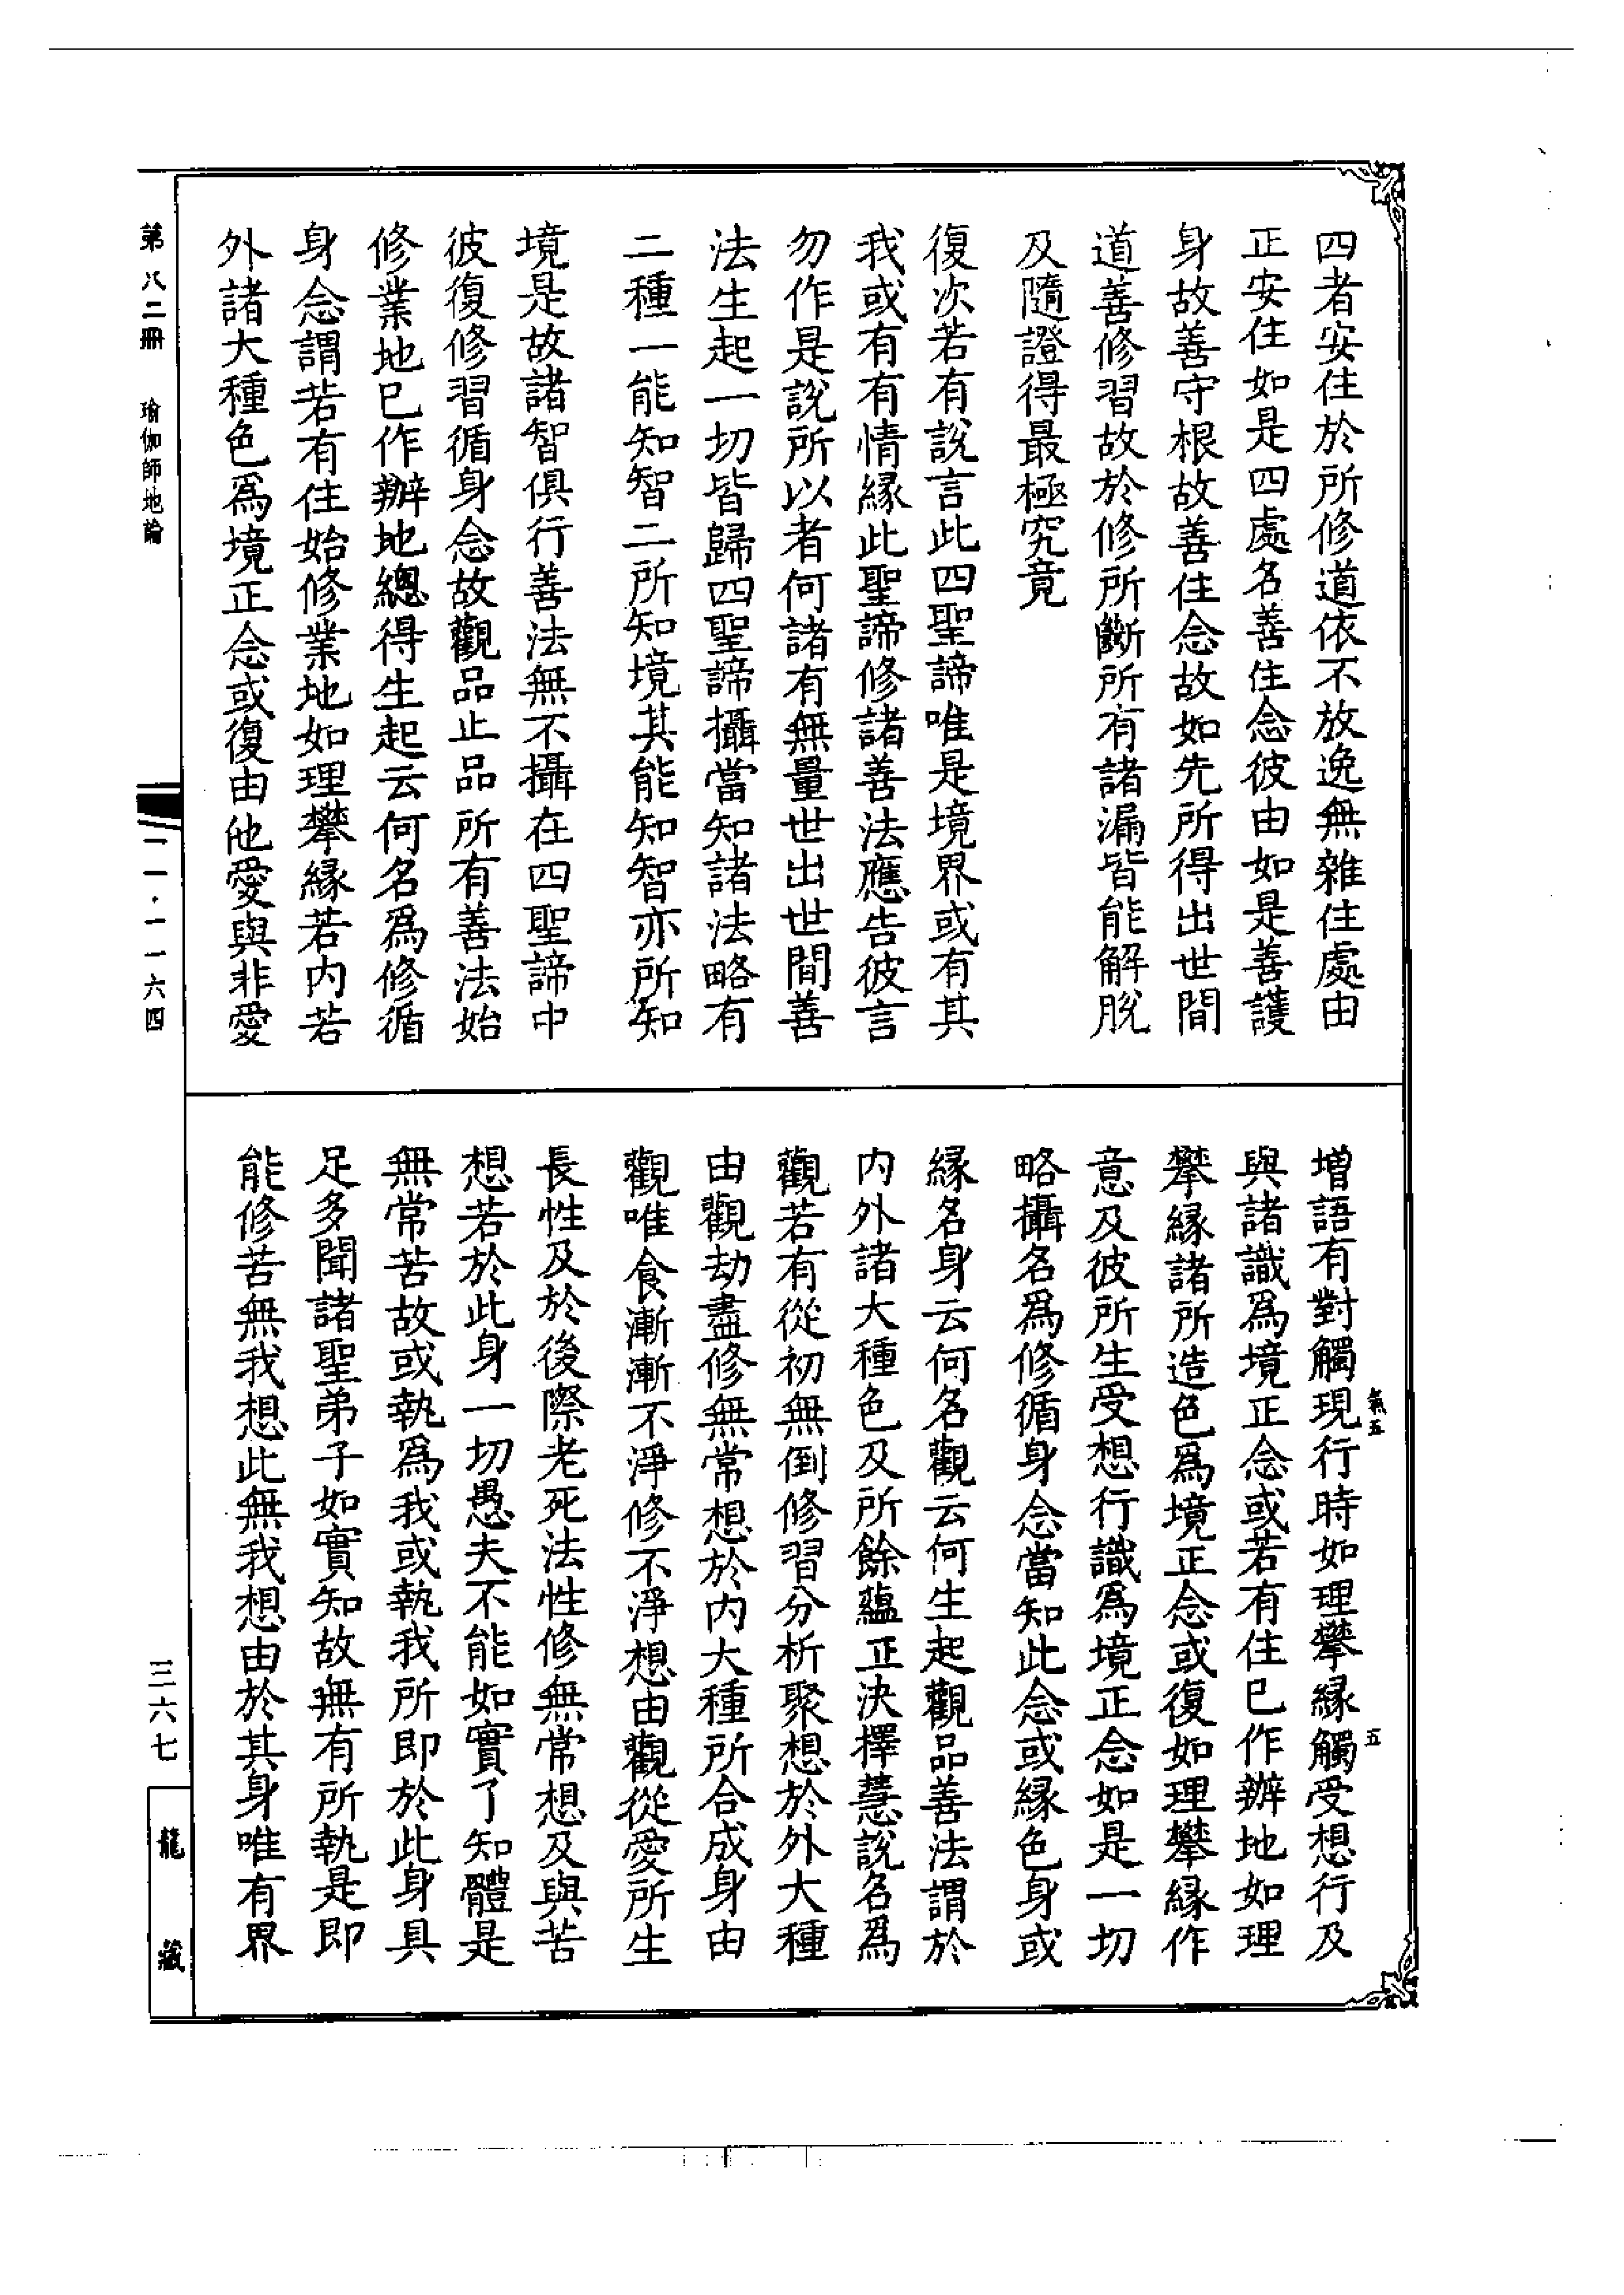 四者安住於所修道依不放逸無雜住處由
正安住如是四處名善住念彼由如是善護
身故善守根故善住念故如先所得出世間
道善修習故於修所斷所有諸漏皆能解脫
及隨證得最極究竟
復次若有說言此四聖諦唯是境界或有其
我或有有情緣此聖諦修諸善法應告彼言
勿作是說所以者何諸有無量世出世間善
法生起一切皆歸四聖諦攝當知諸法略有
二種一能知智二所知境其能知智亦所知
境是故諸智俱行善法無不攝在四聖諦中
彼復修習循身念故觀品止品所有善法始
修業地已作辦地總得生起云何名爲修循
身念謂若有住始修業地如理攀緣若内若
外諸大種色爲境正念或復由他愛與非愛
增語有對觸現行時如理攀緣觸受想行及
與諸識爲境正念或若有住已作辦地如理
攀緣諸所造色爲境正念或復如理攀緣作
意及彼所生受想行識爲境正念如是一切
略攝名爲修循身念當知此念或緣色身或
緣名身云何名觀云何生起觀品善法謂於
内外諸大種色及所餘蘊正決擇慧說名爲
觀若有從初無倒修習分析聚想於外大種
由觀劫盡修無常想於内大種所合成身由
觀唯食漸漸不淨修不淨想由觀從愛所生
長性及於後際老死法性修無常想及與苦
想若於此身一切愚夫不能如實了知體是
無常苦故或執爲我或執我所即於此身具
足多聞諸聖弟子如實知故無有所執是即
能修苦無我想此無我想由於其身唯有界
氣五
五
第八二冊　瑜伽師地論
一一·一一六四
三六七
龍藏